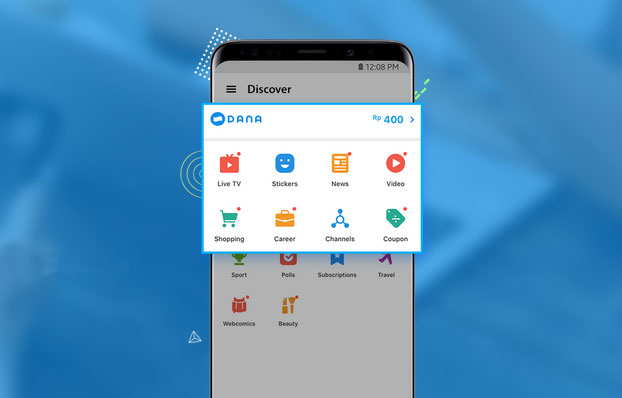 12:08 PM
Discover
DANA Rp 400
Live TV Stickers News Video
Shopping Career Channels Coupon
Sport Polls Subscriptions Travel
Webcomics Beauty